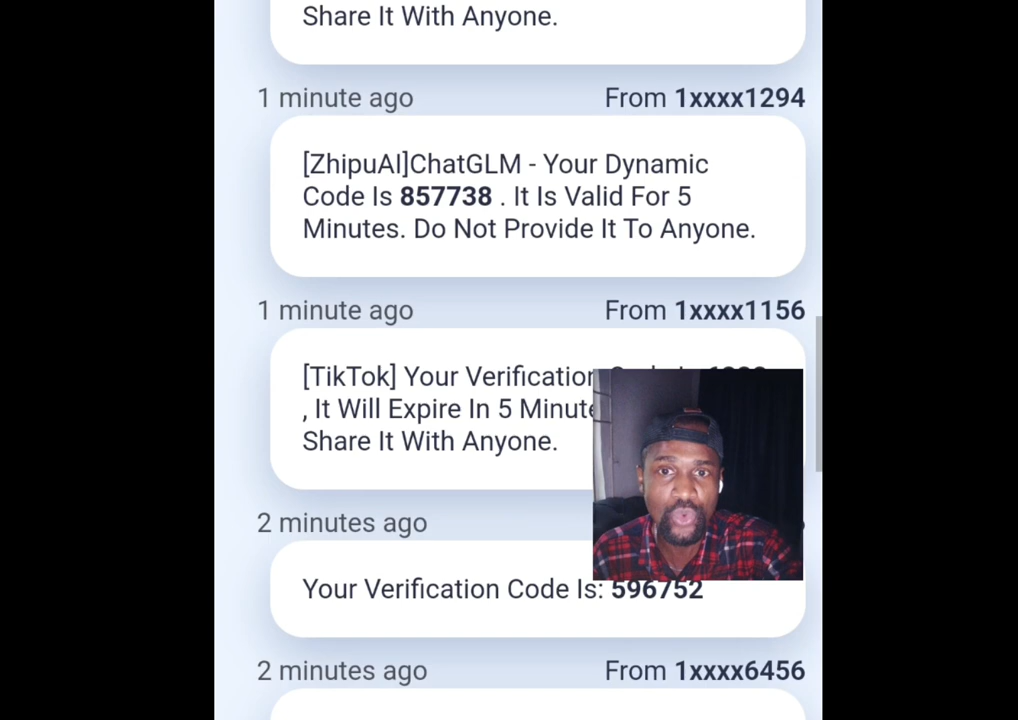 Share It With Anyone.
1 minute ago From 1xxxx1294
[ZhipuAI]ChatGLM - Your Dynamic
Code Is 857738 . It Is Valid For 5
Minutes. Do Not Provide It To Anyone.
1 minute ago From 1xxxx1156
[TikTok] Your Verification
, It Will Expire In 5 Minute
Share It With Anyone.
2 minutes ago
Your Verification Code Is: 596752
2 minutes ago From 1xxxx6456